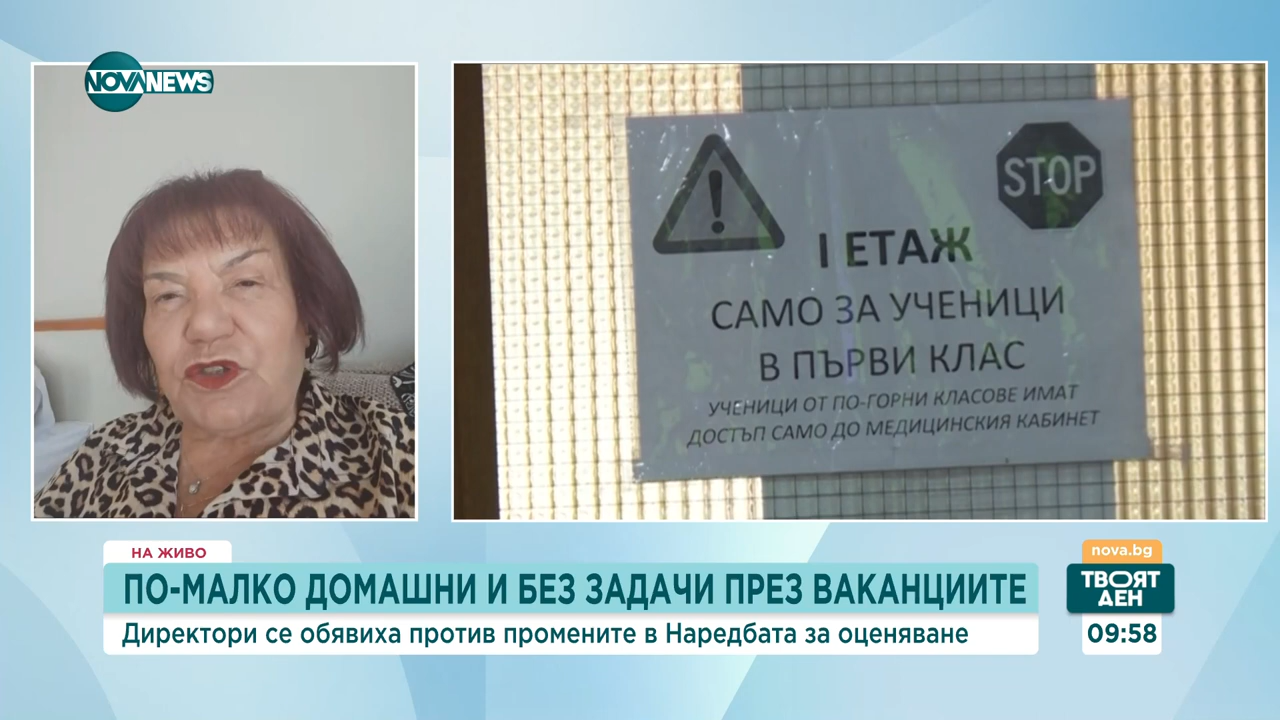 NOVA NEWS
STOP
I ЕТАЖ
САМО ЗА УЧЕНИЦИ
В ПЪРВИ КЛАС
УЧЕНИЦИ ОТ ПО-ГОРНИ КЛАСОВЕ ИМАТ
ДОСТЪП САМО ДО МЕДИЦИНСКИЯ КАБИНЕТ
НА ЖИВО
ПО-МАЛКО ДОМАШНИ И БЕЗ ЗАДАЧИ ПРЕЗ ВАКАНЦИИТЕ
Директори се обявиха против промените в Наредбата за оценяване
nova.bg
ТВОЯТ
ДЕН
09:58